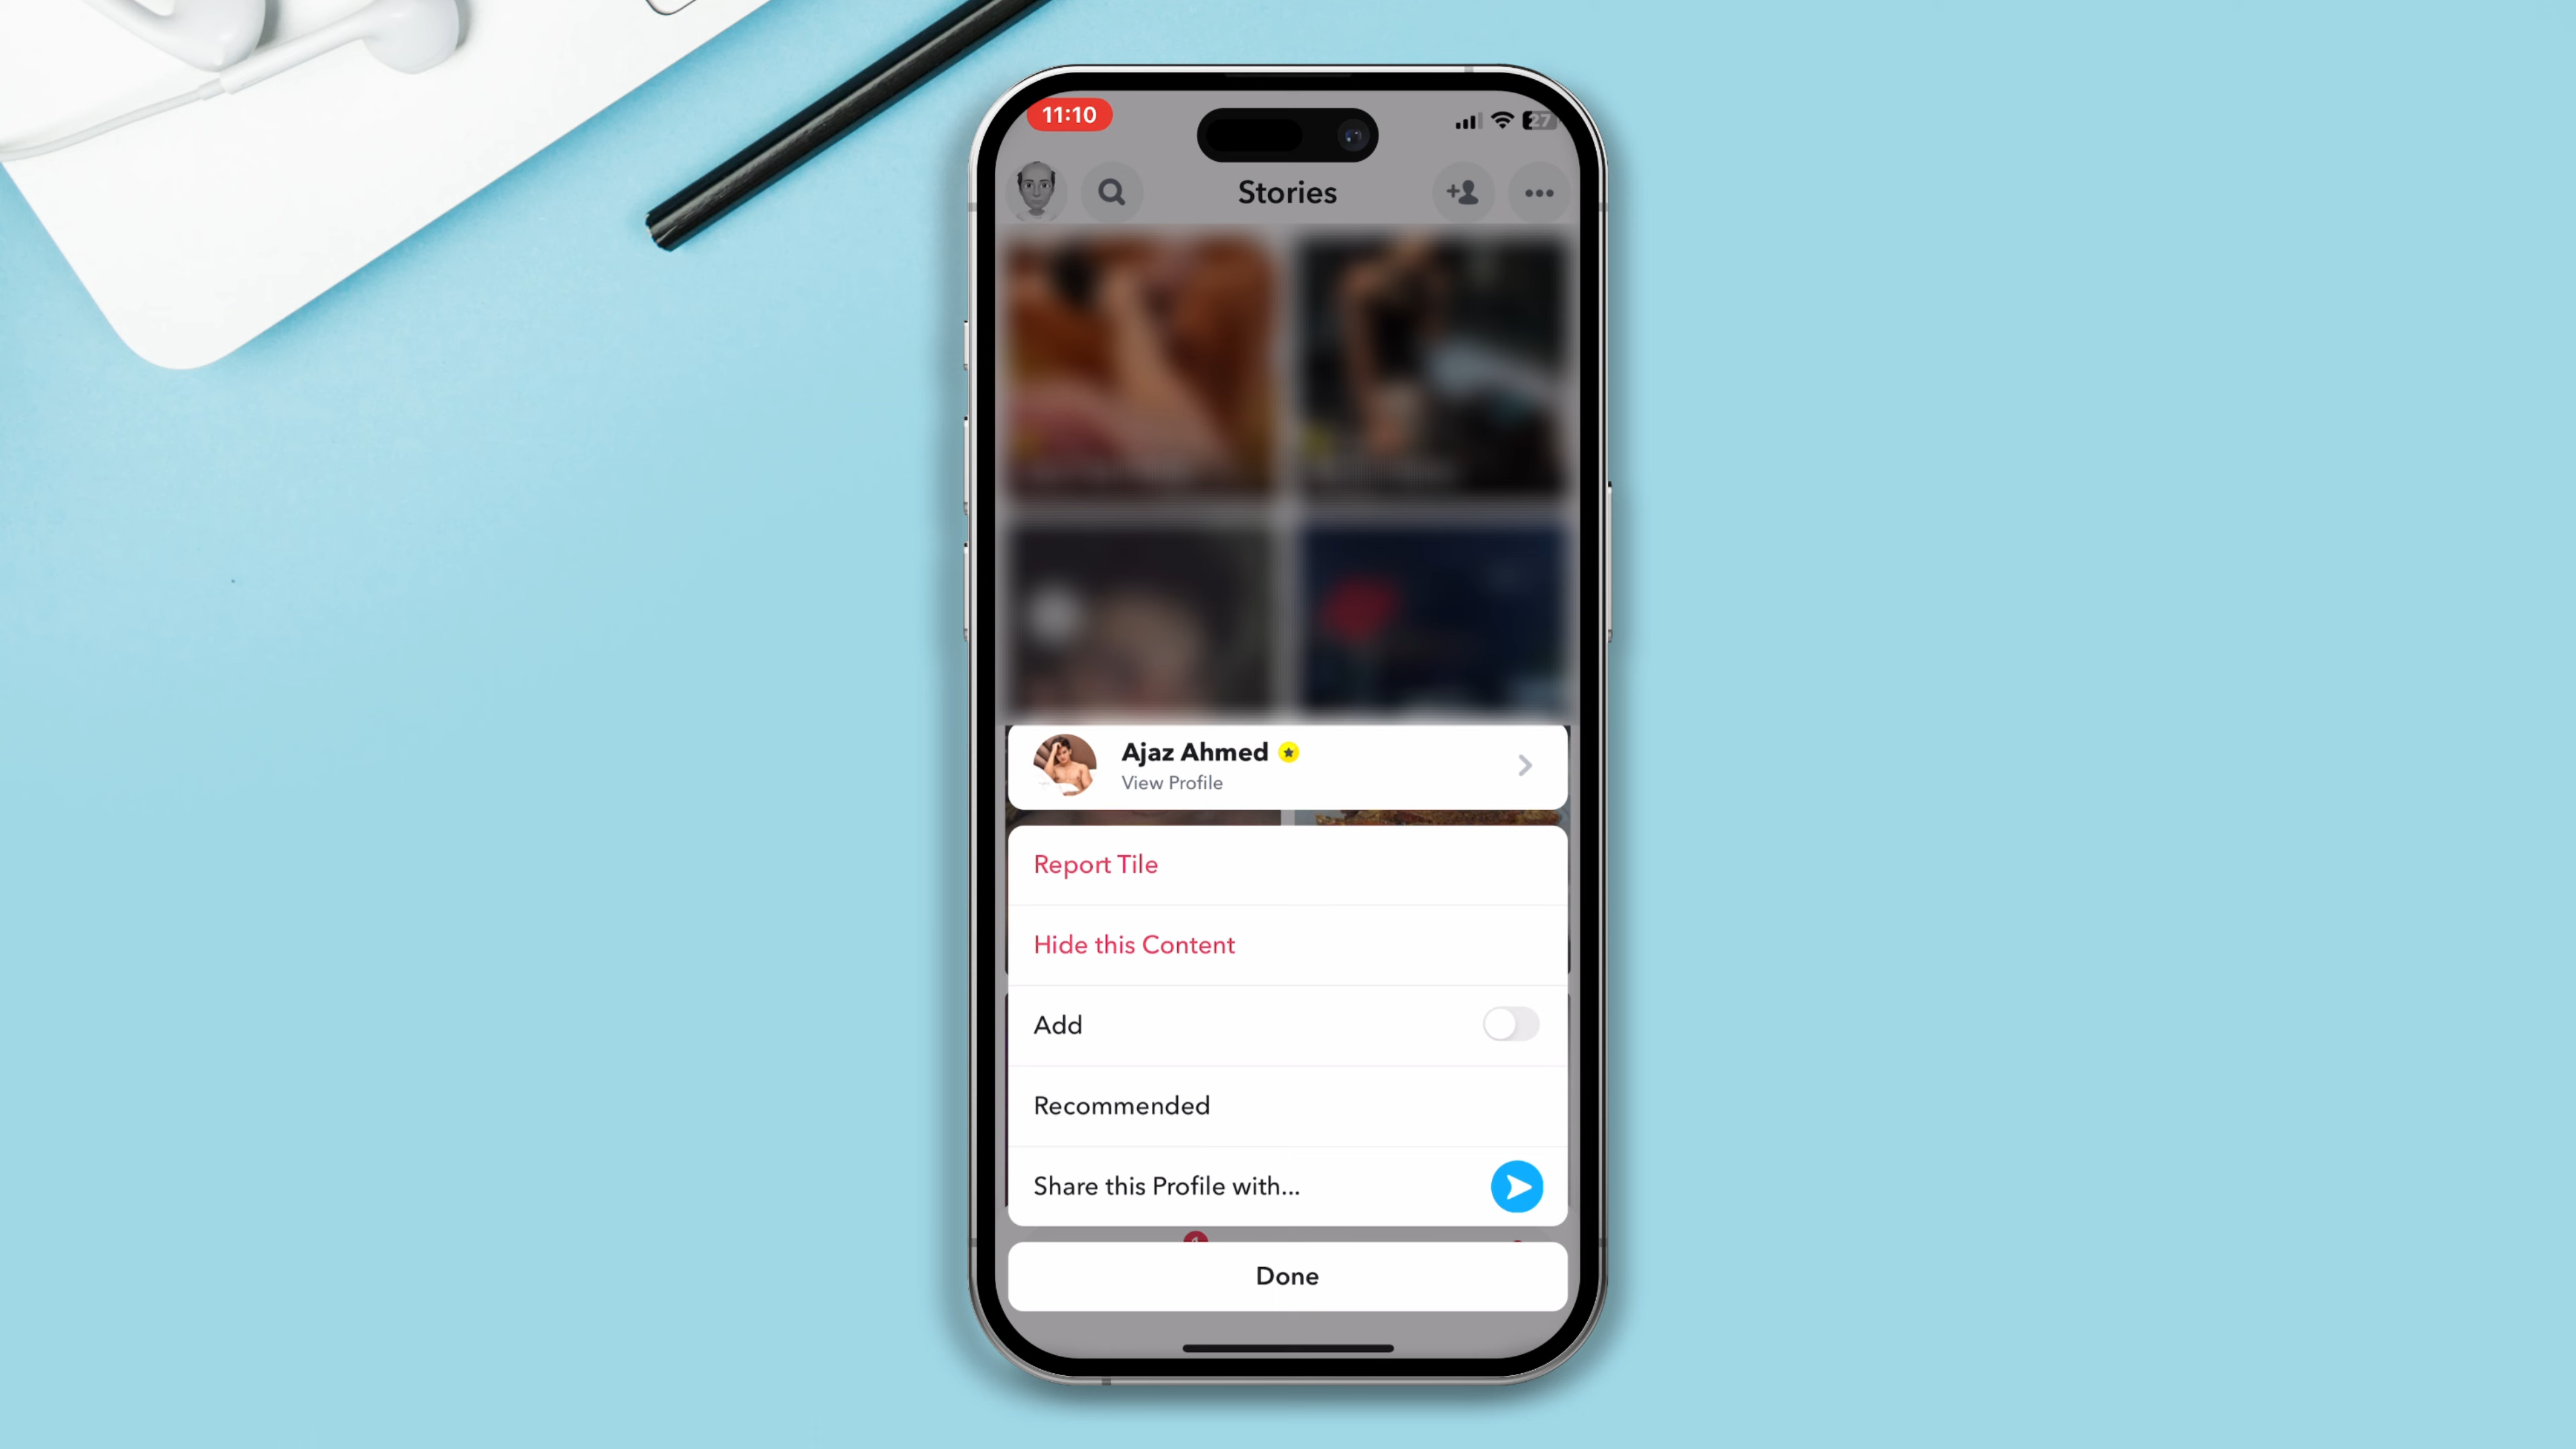 11:10
27
Stories
Ajaz Ahmed
View Profile
Report Tile
Hide this Content
Add
Recommended
Share this Profile with...
Done